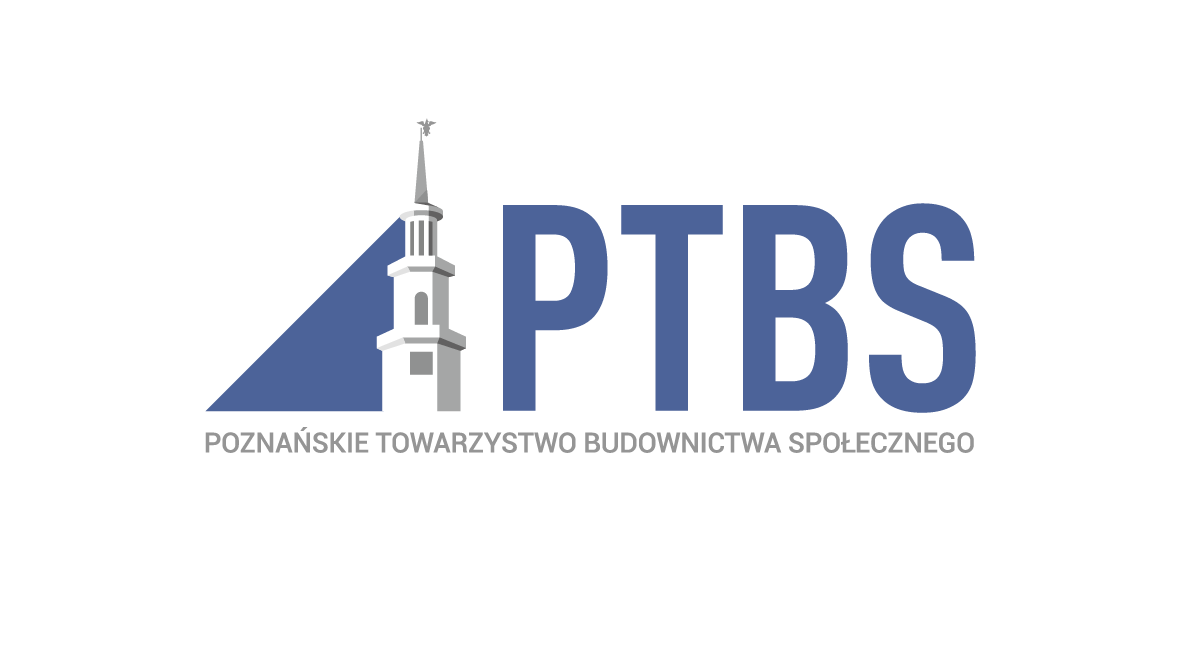 PTBS
POZNAŃSKIE TOWARZYSTWO BUDOWNICTWA SPOŁECZNEGO